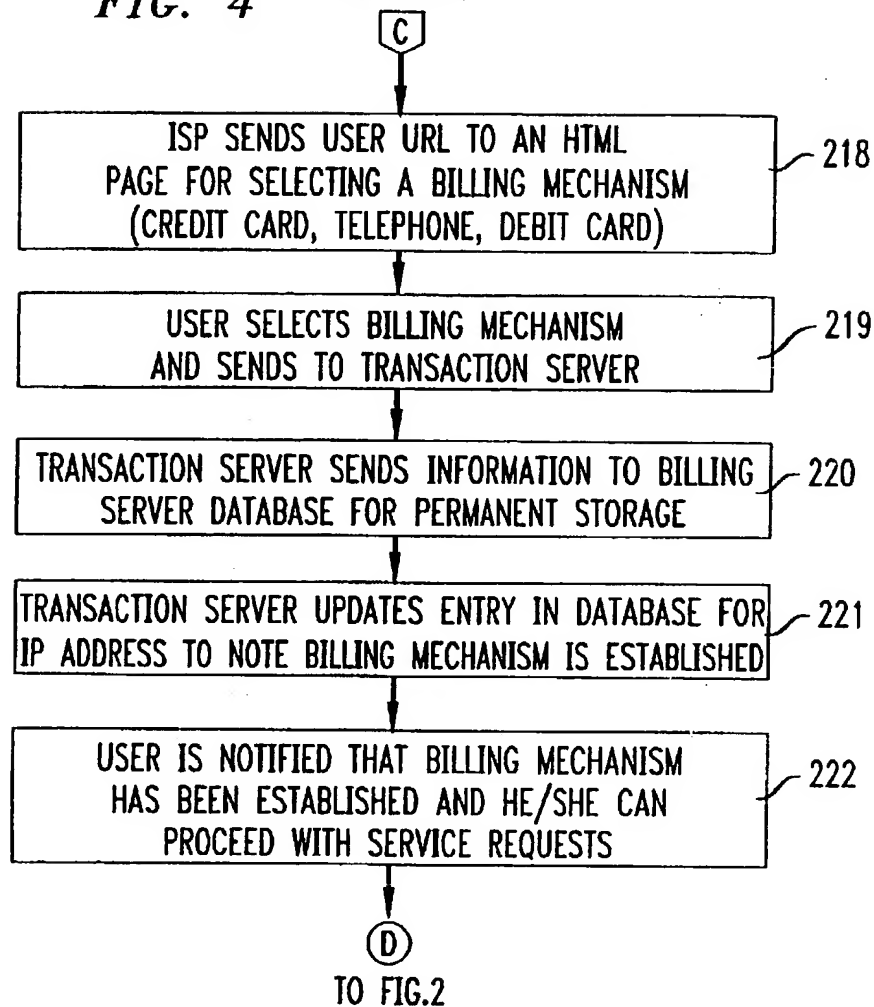 FIG. 4
C
ISP SENDS USER URL TO AN HTML
PAGE FOR SELECTING A BILLING MECHANISM
(CREDIT CARD, TELEPHONE, DEBIT CARD)
218
USER SELECTS BILLING MECHANISM
AND SENDS TO TRANSACTION SERVER
219
TRANSACTION SERVER SENDS INFORMATION TO BILLING
SERVER DATABASE FOR PERMANENT STORAGE
220
TRANSACTION SERVER UPDATES ENTRY IN DATABASE FOR
IP ADDRESS TO NOTE BILLING MECHANISM IS ESTABLISHED
221
USER IS NOTIFIED THAT BILLING MECHANISM
HAS BEEN ESTABLISHED AND HE/SHE CAN
PROCEED WITH SERVICE REQUESTS
222
D
TO FIG.2